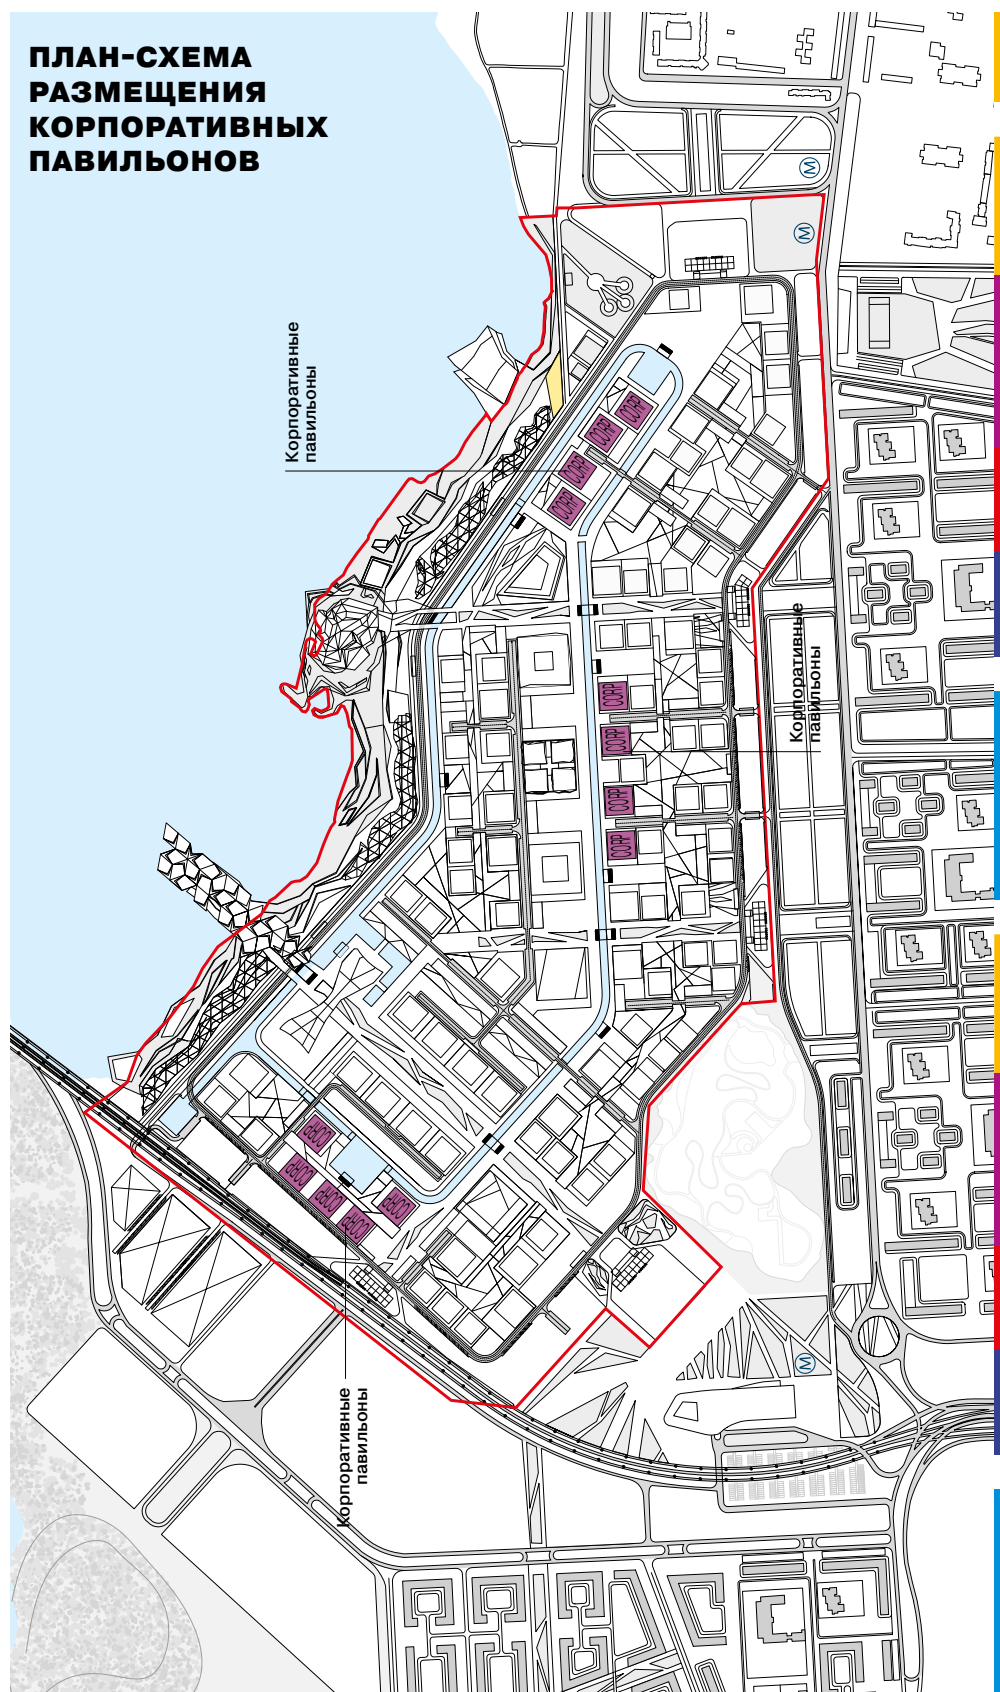 ПЛАН-СХЕМА
РАЗМЕЩЕНИЯ
КОРПОРАТИВНЫХ
ПАВИЛЬОНОВ
M
M
Корпоративные
павильоны
CORP
CORP
CORP
CORP
Корпоративные
павильоны
CORP
CORP
CORP
CORP
CORP
CORP
CORP
CORP
CORP
M
Корпоративные
павильоны